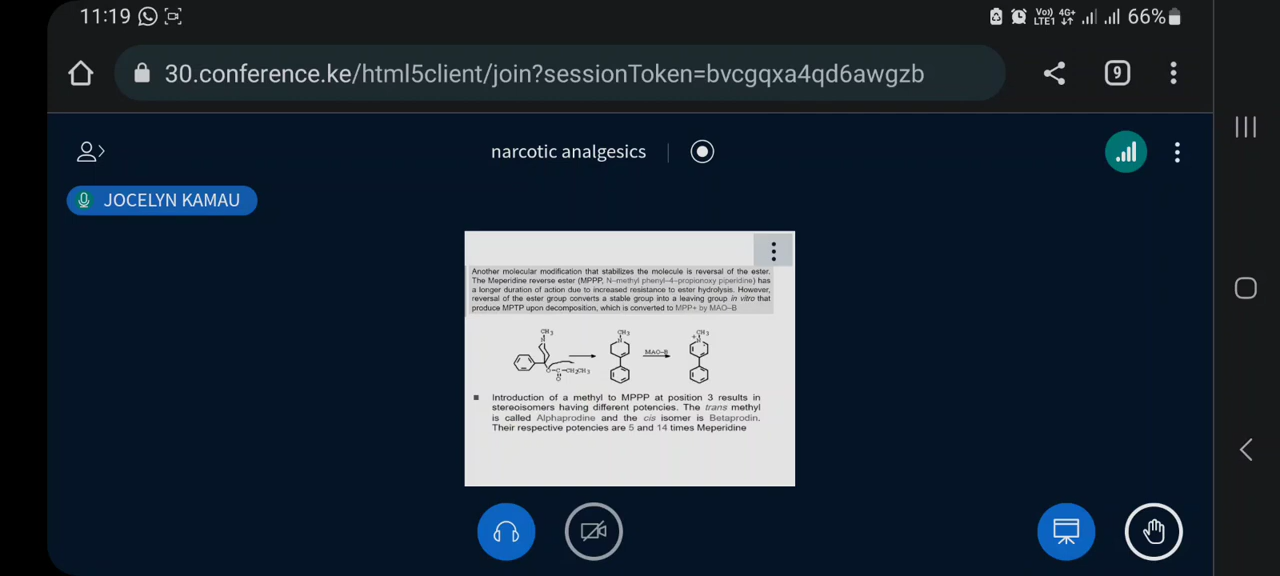 11:19
Vo)) 4G+
LTE1
66%
30.conference.ke/html5client/join?sessionToken=bvcgqxa4qd6awgzb
9
narcotic analgesics
JOCELYN KAMAU
Another molecular modification that stabilizes the molecule is reversal of the ester.
The Meperidine reverse ester (MPPP, N-methyl phenyl-4-propionoxy piperidine) has
a longer duration of action due to increased resistance to ester hydrolysis. However,
reversal of the ester group converts a stable group into a leaving group in vitro that
produce MPTP upon decomposition, which is converted to MPP+ by MAO-B
CH3
CH3
CH3
N
N
+
N
MAO-B
O-C-CH2CH3
O
▪ Introduction of a methyl to MPPP at position 3 results in
stereoisomers having different potencies. The trans methyl
is called Alphaprodine and the cis isomer is Betaprodin.
Their respective potencies are 5 and 14 times Meperidine